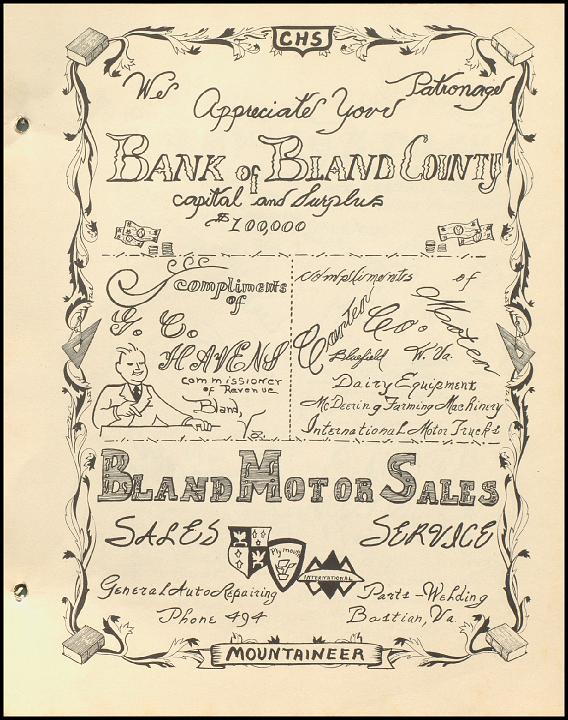 CHS
We Appreciate Your Patronage
BANK of BLAND COUNTY
capital and Surplus
$100,000
Compliments
of
G. C.
HAVENS
Commissioner
of Revenue
Bland, Va.
Compliments of
Carter Co. Motor
Bluefield W. Va.
Dairy Equipment
McDeering Farming Machinery
International Motor Trucks
BLAND MOTOR SALES
SALES SERVICE
Plymouth
INTERNATIONAL
General Auto Repairing Parts - Welding
Phone 494 Bastian, Va.
MOUNTAINEER